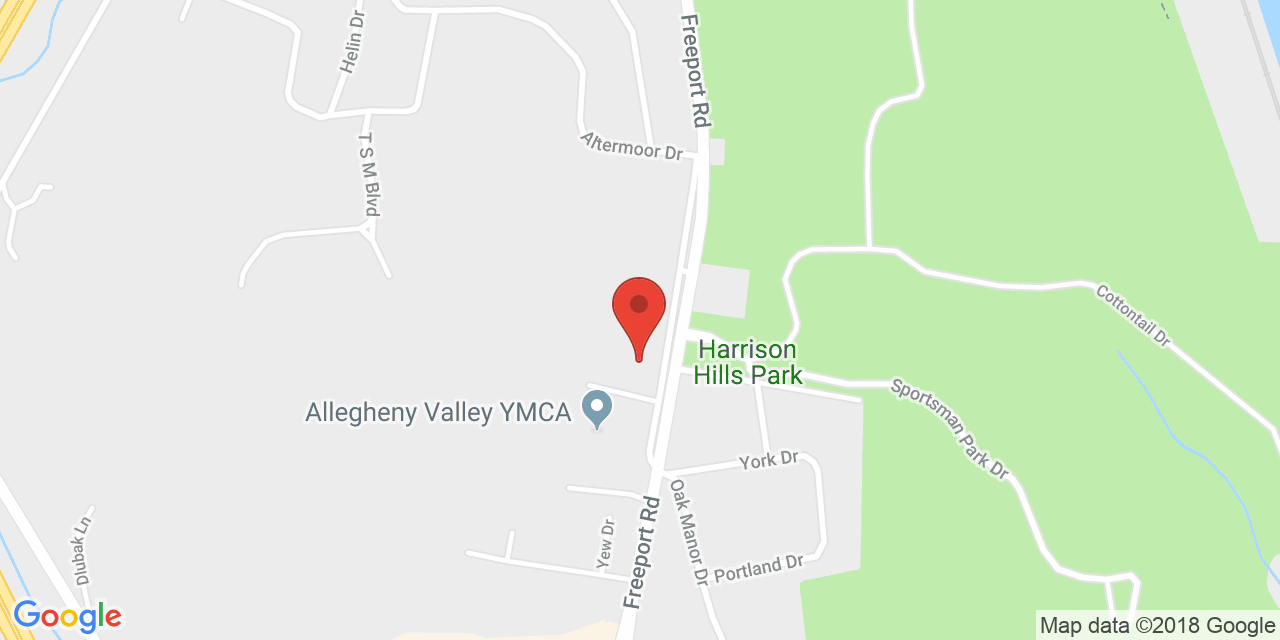 Helin Dr
Freeport Rd
Altermoor Dr
T S M Blvd
Cottontail Dr
Harrison
Hills Park
Sportsman Park Dr
Allegheny Valley YMCA
York Dr
Oak Manor Dr
Freeport Rd
Yew Dr
Dlubak Ln
Portland Dr
Google
Map data ©2018 Google